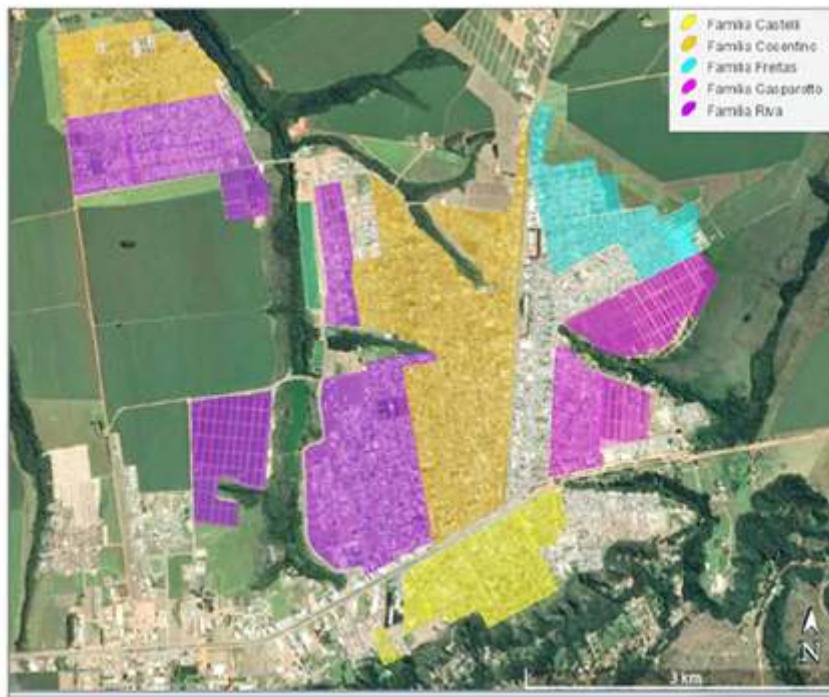 Familia Castelli
Familia Cosentino
Familia Freitas
Familia Gasparotto
Familia Riva
N
3 km